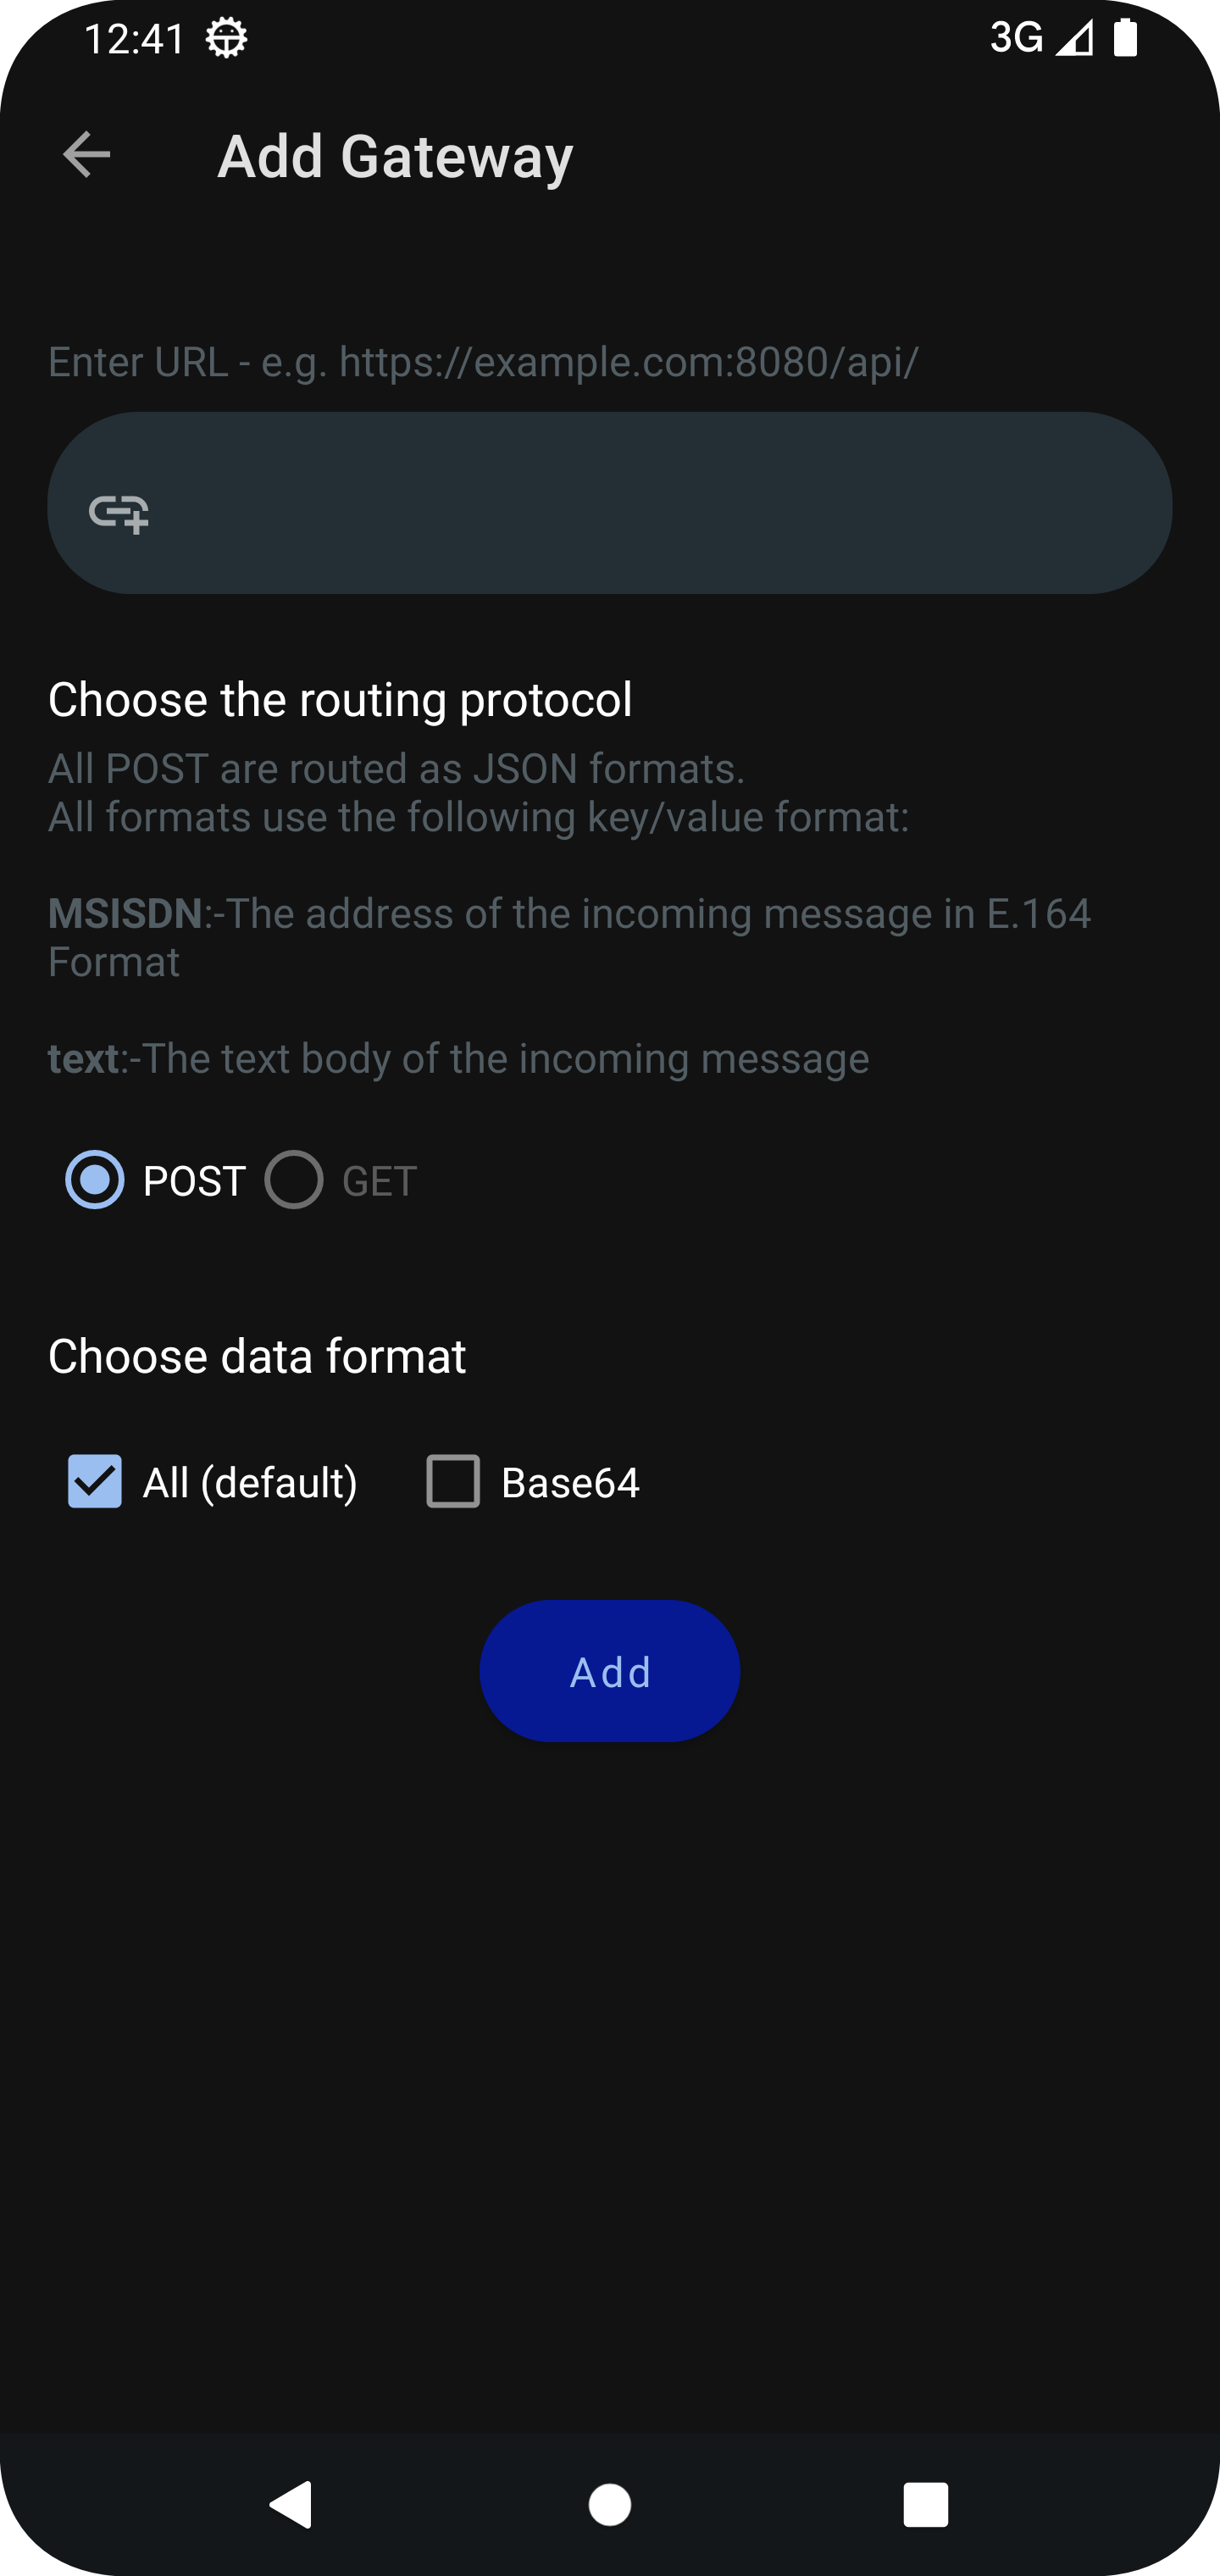 12:41
3G
Add Gateway
Enter URL - e.g. https://example.com:8080/api/
Choose the routing protocol
All POST are routed as JSON formats.
All formats use the following key/value format:
MSISDN:-The address of the incoming message in E.164
Format
text:-The text body of the incoming message
POST GET
Choose data format
All (default) Base64
Add